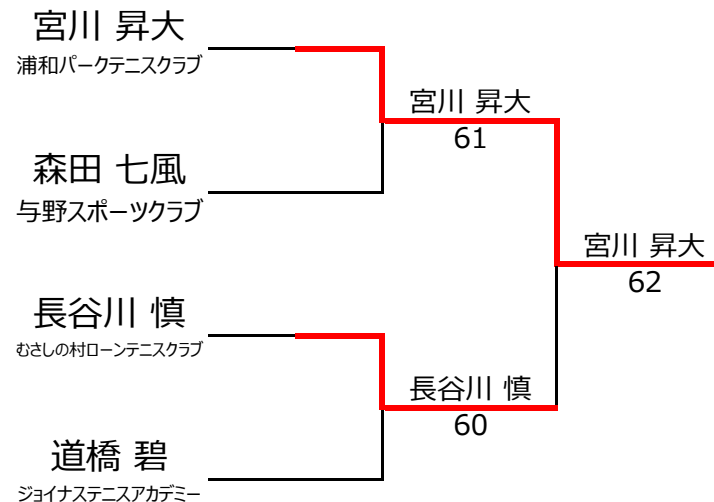 宮川 昇大
浦和パークテニスクラブ
宮川 昇大
61
森田 七風
与野スポーツクラブ
宮川 昇大
62
長谷川 慎
むさしの村ローンテニスクラブ
長谷川 慎
60
道橋 碧
ジョイナステニスアカデミー